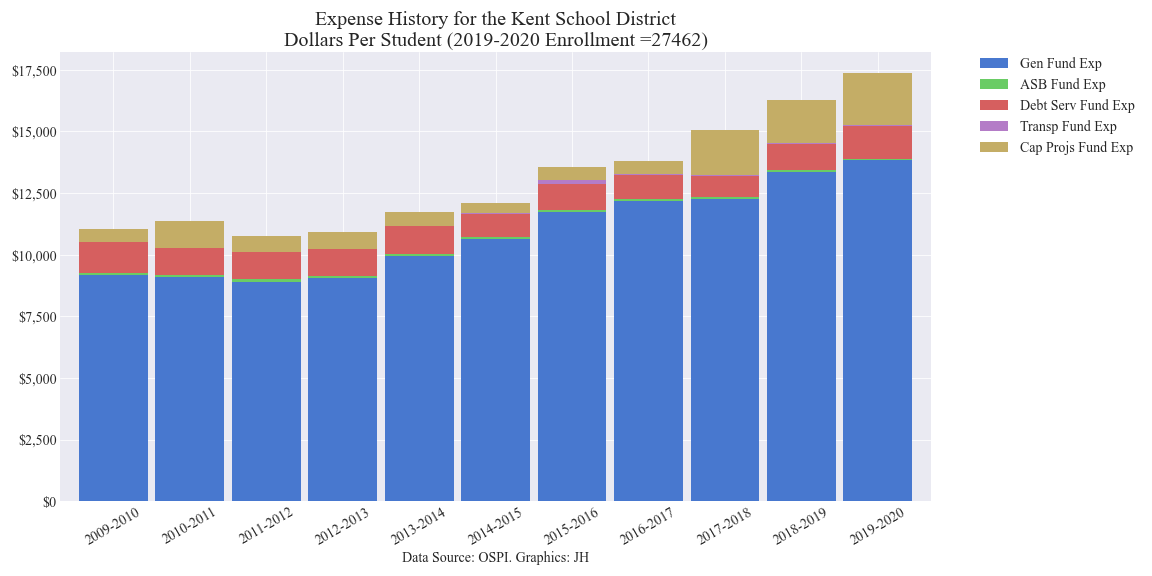 Expense History for the Kent School District
Dollars Per Student (2019-2020 Enrollment =27462)
$17,500
$15,000
$12,500
$10,000
$7,500
$5,000
$2,500
$0
2009-2010
2010-2011
2011-2012
2012-2013
2013-2014
2014-2015
2015-2016
2016-2017
2017-2018
2018-2019
2019-2020
Data Source: OSPI. Graphics: JH
Gen Fund Exp
ASB Fund Exp
Debt Serv Fund Exp
Transp Fund Exp
Cap Projs Fund Exp